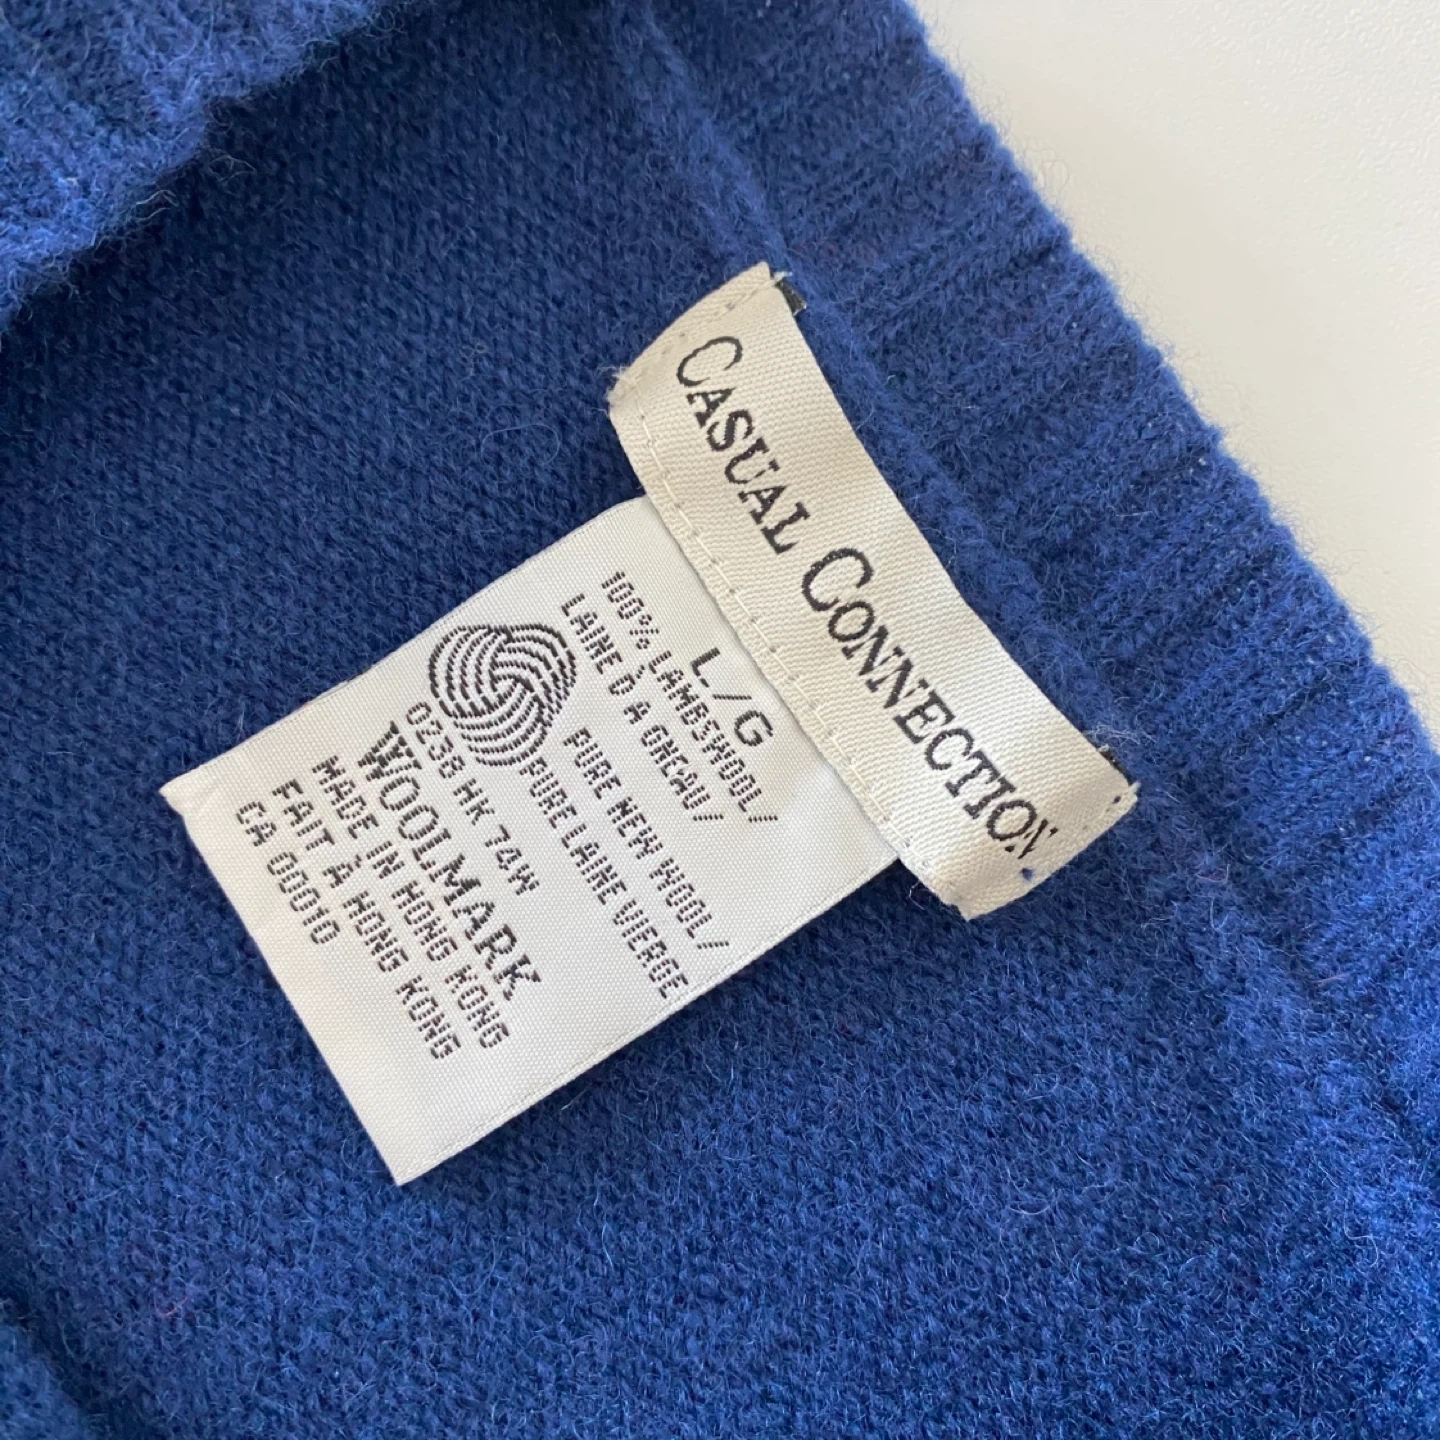 CASUAL CONNECTION
L/G
100% LAMBSWOOL/
LAINE D'AGNEAU/
PURE NEW WOOL/
PURE LAINE VIERGE
0238 HK 74W
WOOLMARK
MADE IN HONG KONG
FAIT À HONG KONG
CA 00010